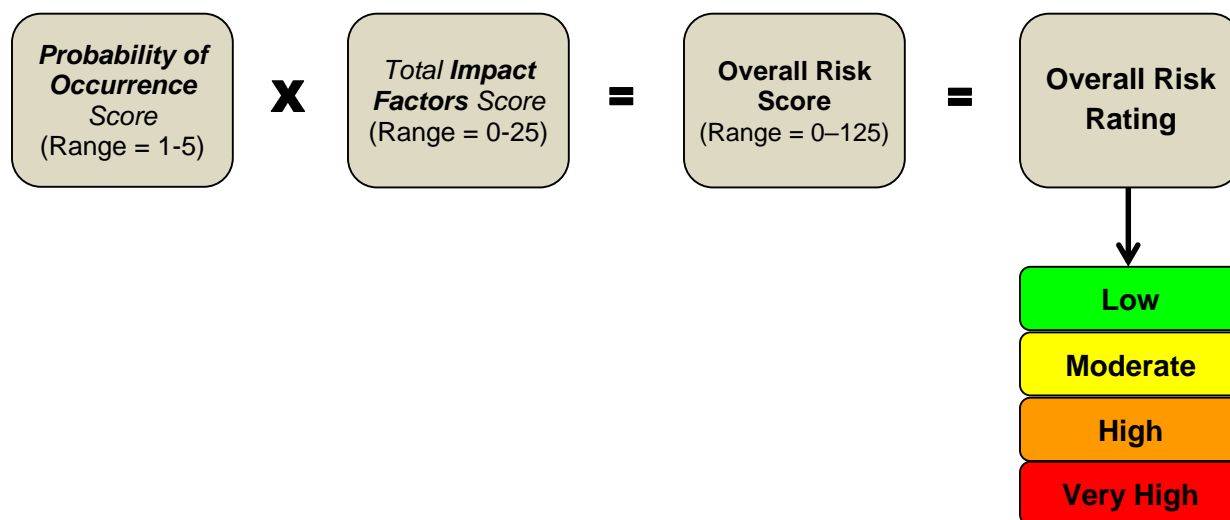 Probability of
Occurrence
Score
(Range = 1-5)
X
Total Impact
Factors Score
(Range = 0-25)
=
Overall Risk
Score
(Range = 0–125)
=
Overall Risk
Rating
Low
Moderate
High
Very High